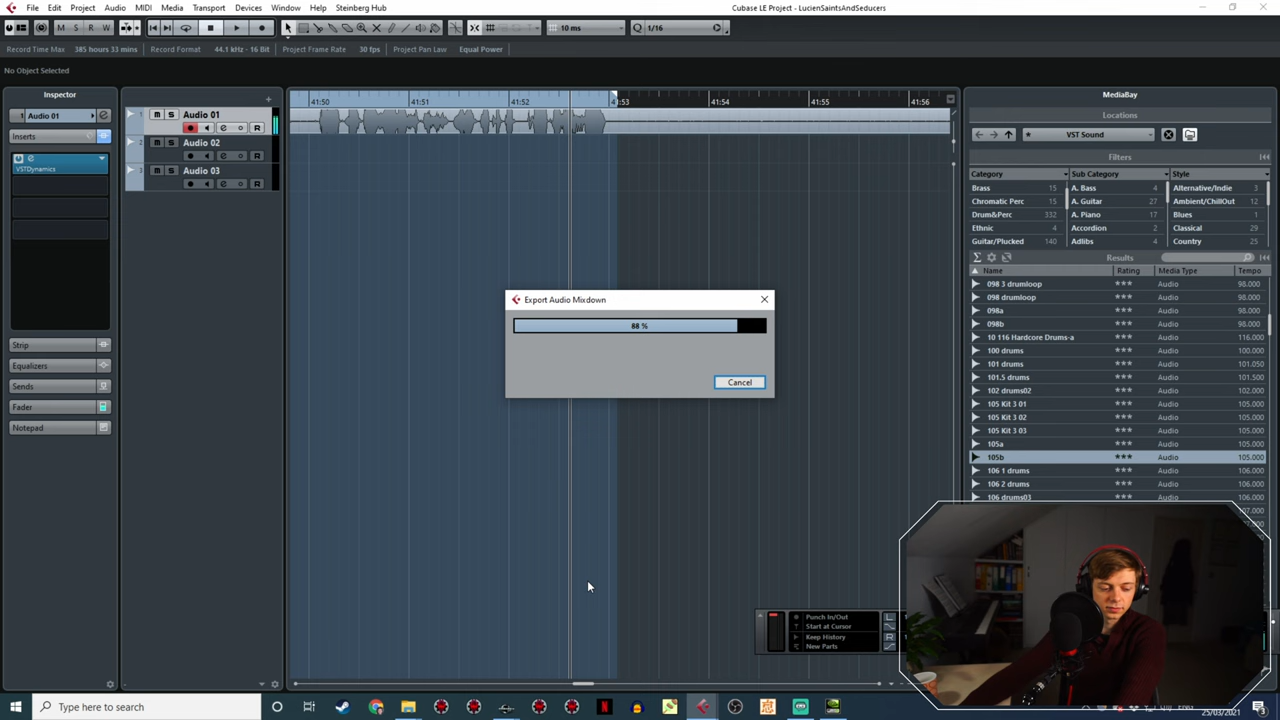 Cubase LE Project - LucienSaintsAndSeducers
File Edit Project Audio MIDI Media Transport Devices Window Steinberg Hub
M S R W 10 ms 1/16
Record Time Max 385 hours 33 mins Record Format 44.1 kHz - 16 Bit Project Frame Rate 30 fps Project Pan Law Equal Power
No Object Selected
Inspector
1 Audio 01
Inserts
VSTDynamics
Strip
Equalizers
Sends
Fader
Notepad
1 M S Audio 01
R
2 M S Audio 02
R
3 M S Audio 03
R
41:50 41:51 41:52 41:53 41:54 41:55 41:56
Export Audio Mixdown
88 %
Cancel
MediaBay
Locations
VST Sound
Filters
Category Sub Category Style
Brass 15 A. Bass 4 Alternative/Indie 3
Chromatic Perc 15 A. Guitar 27 Ambient/ChillOut 12
Drum&Perc 332 A. Piano 17 Blues 1
Ethnic 4 Accordion 2 Classical 29
Guitar/Plucked 140 Adlibs 4 Country 25
Results
Name Rating Media Type Tempo
098 3 drumloop *** Audio 98.000
098 drumloop *** Audio 98.000
098a *** Audio 98.000
098b *** Audio 98.000
10 116 Hardcore Drums-a *** Audio 116.000
100 drums *** Audio 100.000
101 drums *** Audio 101.050
101.5 drums *** Audio 101.500
102 drums02 *** Audio 102.000
105 Kit 3 01 *** Audio 105.000
105 Kit 3 02 *** Audio 105.000
105 Kit 3 03 *** Audio 105.000
105a *** Audio 105.000
105b *** Audio 105.000
106 1 drums *** Audio 106.000
106 2 drums *** Audio 106.000
106 drums03 *** Audio 106.000
Punch In/Out
Start at Cursor
Keep History
New Parts
L
R
Type here to search
ENG
25/03/2021